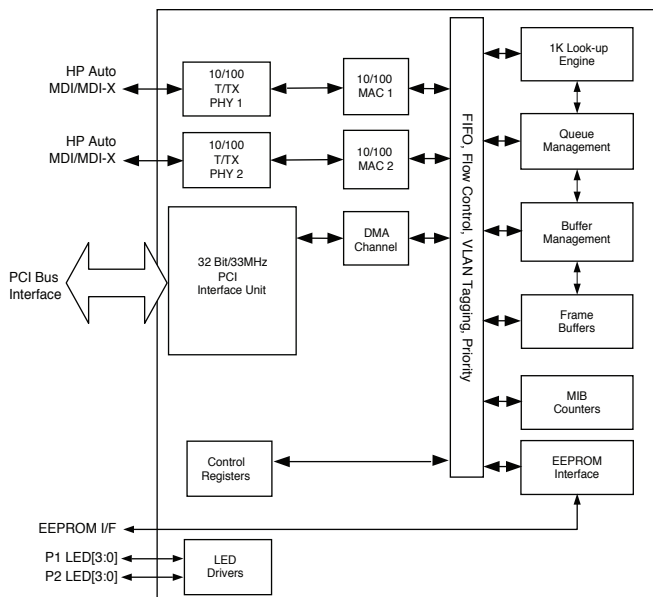 HP Auto
MDI/MDI-X
10/100
T/TX
PHY 1
10/100
MAC 1
1K Look-up
Engine
HP Auto
MDI/MDI-X
10/100
T/TX
PHY 2
10/100
MAC 2
FIFO, Flow Control, VLAN Tagging, Priority
Queue
Management
PCI Bus
Interface
32 Bit/33MHz
PCI
Interface Unit
DMA
Channel
Buffer
Management
Frame
Buffers
MIB
Counters
Control
Registers
EEPROM
Interface
EEPROM I/F
P1 LED[3:0]
P2 LED[3:0]
LED
Drivers